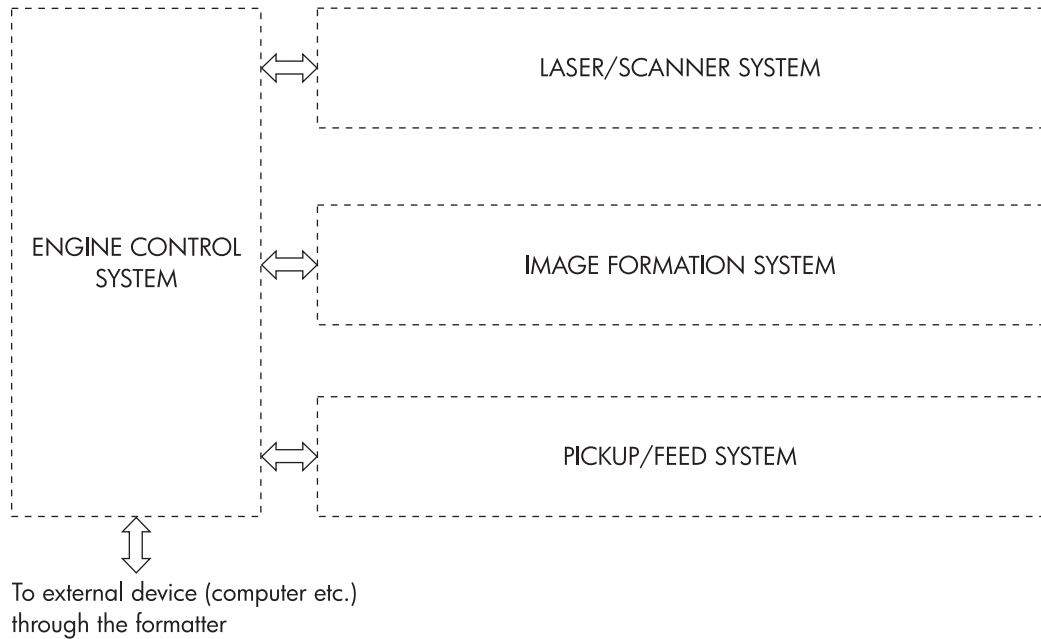 LASER/SCANNER SYSTEM
ENGINE CONTROL
SYSTEM
IMAGE FORMATION SYSTEM
PICKUP/FEED SYSTEM
To external device (computer etc.)
through the formatter